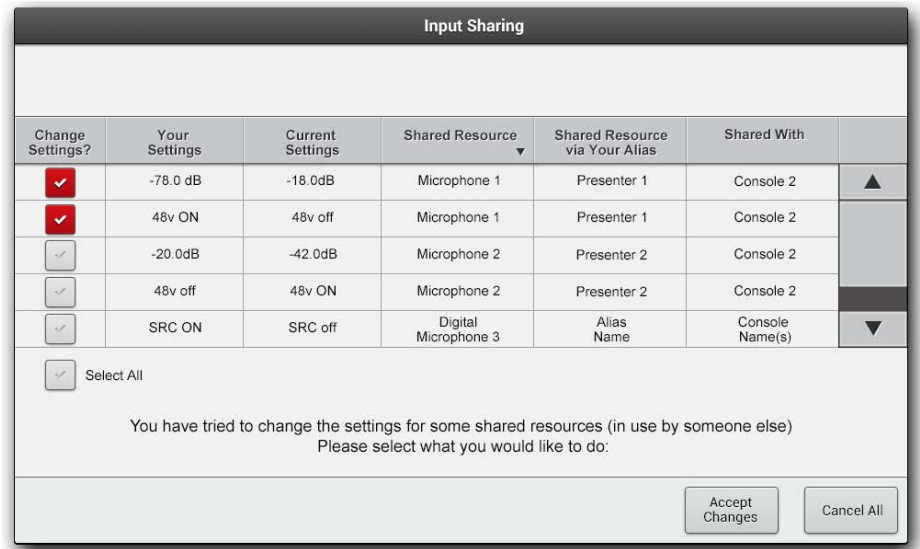 Input Sharing
Change Settings? Your Settings Current Settings Shared Resource Shared Resource via Your Alias Shared With
-78.0 dB -18.0dB Microphone 1 Presenter 1 Console 2
48v ON 48v off Microphone 1 Presenter 1 Console 2
-20.0dB -42.0dB Microphone 2 Presenter 2 Console 2
48v off 48v ON Microphone 2 Presenter 2 Console 2
SRC ON SRC off Digital Microphone 3 Alias Name Console Name(s)
Select All
You have tried to change the settings for some shared resources (in use by someone else)
Please select what you would like to do:
Accept Changes Cancel All